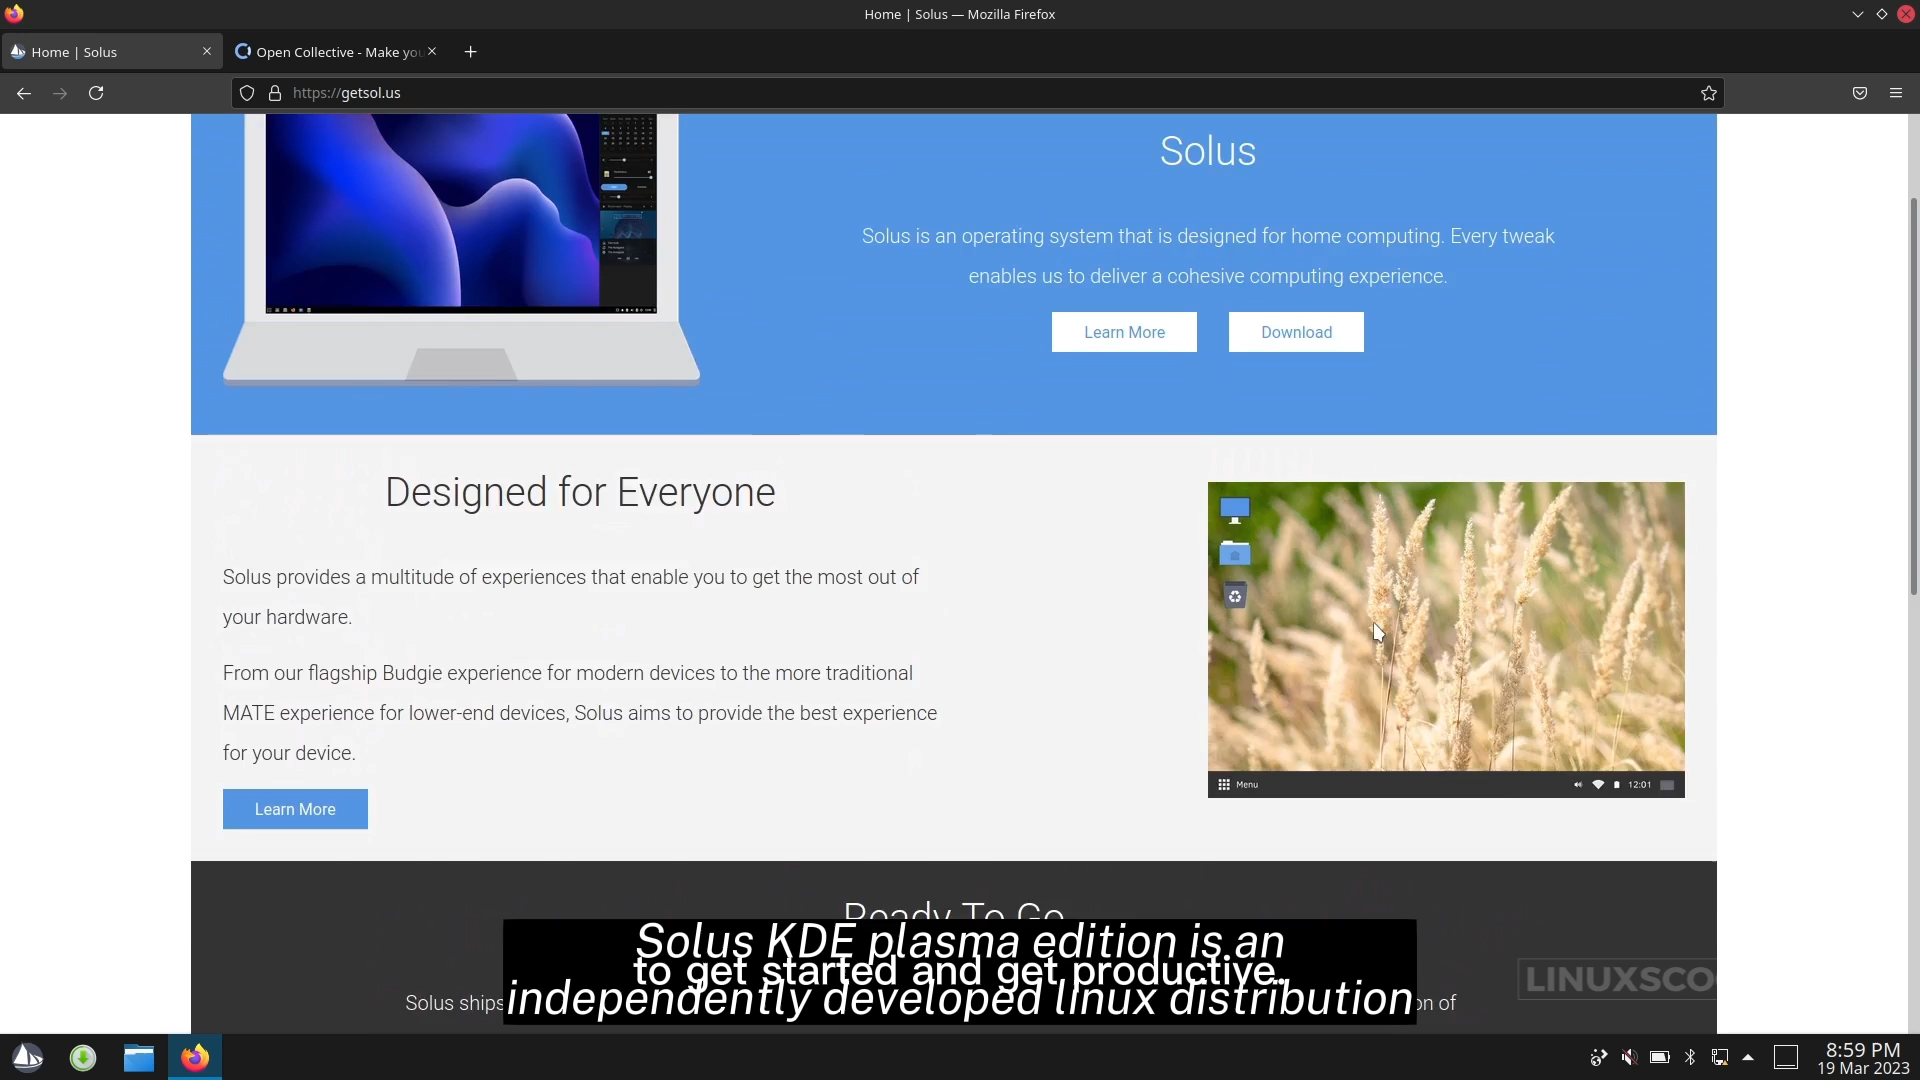 Home | Solus — Mozilla Firefox
Home | Solus
Open Collective - Make you
https://getsol.us
Solus
Solus is an operating system that is designed for home computing. Every tweak
enables us to deliver a cohesive computing experience.
Learn More
Download
Designed for Everyone
Solus provides a multitude of experiences that enable you to get the most out of
your hardware.
From our flagship Budgie experience for modern devices to the more traditional
MATE experience for lower-end devices, Solus aims to provide the best experience
for your device.
Learn More
Menu
12:01
Ready To Go
Solus KDE plasma edition is an
to get started and get productive.
independently developed linux distribution
Solus ships
on of
LINUXSCO
8:59 PM
19 Mar 2023